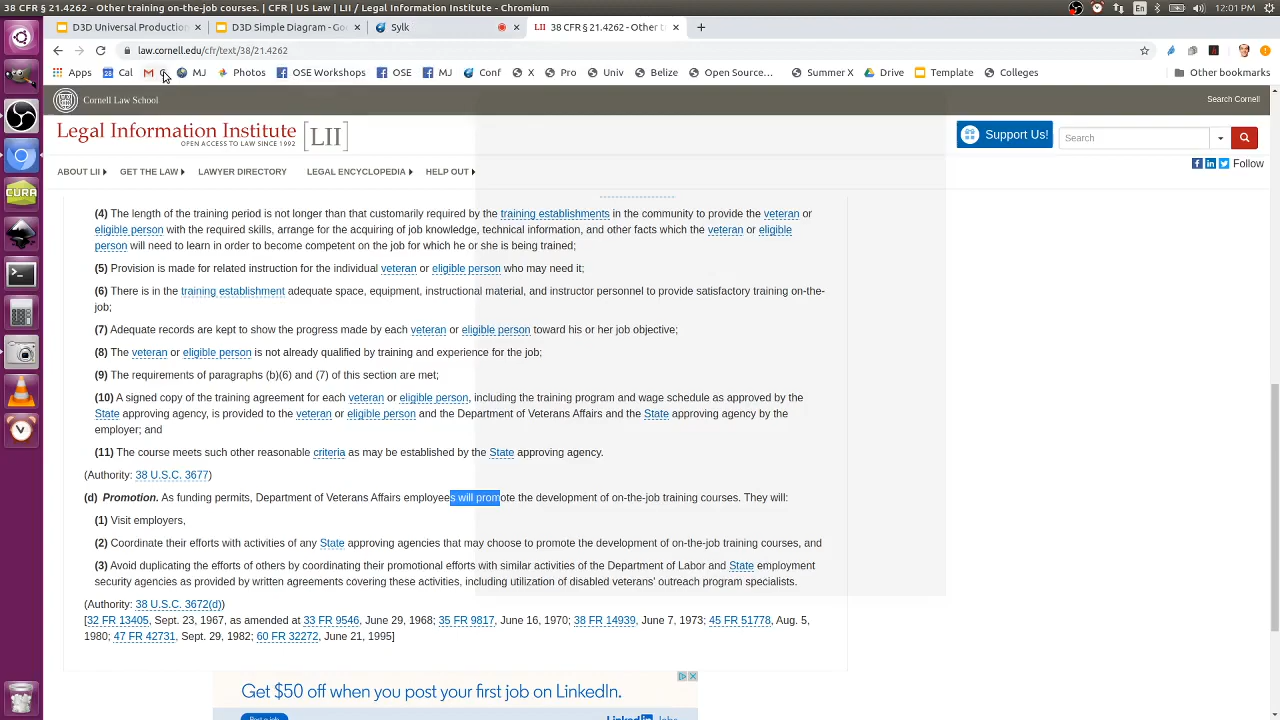 38 CFR § 21.4262 - Other training on-the-job courses. | CFR | US Law | LII / Legal Information Institute - Chromium
En
12:01 PM
D3D Universal Production
D3D Simple Diagram - Go
Sylk
LII 38 CFR § 21.4262 - Other t
law.cornell.edu/cfr/text/38/21.4262
Apps
28 Cal
MJ
Photos
OSE Workshops
OSE
MJ
Conf
X
Pro
Univ
Belize
Open Source…
Summer X
Drive
Template
Colleges
Other bookmarks
Cornell Law School
Search Cornell
Legal Information Institute [LII]
OPEN ACCESS TO LAW SINCE 1992
Support Us!
Search
Follow
ABOUT LII
GET THE LAW
LAWYER DIRECTORY
LEGAL ENCYCLOPEDIA
HELP OUT
CURA
(4) The length of the training period is not longer than that customarily required by the training establishments in the community to provide the veteran or
eligible person with the required skills, arrange for the acquiring of job knowledge, technical information, and other facts which the veteran or eligible
person will need to learn in order to become competent on the job for which he or she is being trained;
(5) Provision is made for related instruction for the individual veteran or eligible person who may need it;
(6) There is in the training establishment adequate space, equipment, instructional material, and instructor personnel to provide satisfactory training on-the-
job;
(7) Adequate records are kept to show the progress made by each veteran or eligible person toward his or her job objective;
(8) The veteran or eligible person is not already qualified by training and experience for the job;
(9) The requirements of paragraphs (b)(6) and (7) of this section are met;
(10) A signed copy of the training agreement for each veteran or eligible person, including the training program and wage schedule as approved by the
State approving agency, is provided to the veteran or eligible person and the Department of Veterans Affairs and the State approving agency by the
employer; and
(11) The course meets such other reasonable criteria as may be established by the State approving agency.
(Authority: 38 U.S.C. 3677)
(d) Promotion. As funding permits, Department of Veterans Affairs employees will promote the development of on-the-job training courses. They will:
(1) Visit employers,
(2) Coordinate their efforts with activities of any State approving agencies that may choose to promote the development of on-the-job training courses, and
(3) Avoid duplicating the efforts of others by coordinating their promotional efforts with similar activities of the Department of Labor and State employment
security agencies as provided by written agreements covering these activities, including utilization of disabled veterans' outreach program specialists.
(Authority: 38 U.S.C. 3672(d))
[32 FR 13405, Sept. 23, 1967, as amended at 33 FR 9546, June 29, 1968; 35 FR 9817, June 16, 1970; 38 FR 14939, June 7, 1973; 45 FR 51778, Aug. 5,
1980; 47 FR 42731, Sept. 29, 1982; 60 FR 32272, June 21, 1995]
Get $50 off when you post your first job on LinkedIn.
Post a job
LinkedIn Jobs